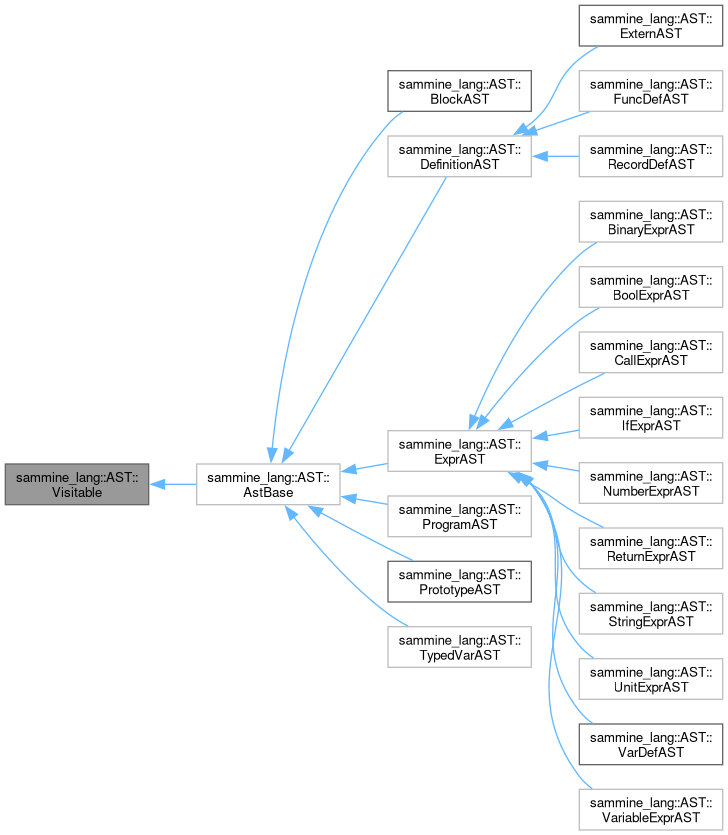 sammine_lang::AST::
Visitable
sammine_lang::AST::
AstBase
sammine_lang::AST::
BlockAST
sammine_lang::AST::
DefinitionAST
sammine_lang::AST::
ExprAST
sammine_lang::AST::
ProgramAST
sammine_lang::AST::
PrototypeAST
sammine_lang::AST::
TypedVarAST
sammine_lang::AST::
ExternAST
sammine_lang::AST::
FuncDefAST
sammine_lang::AST::
RecordDefAST
sammine_lang::AST::
BinaryExprAST
sammine_lang::AST::
BoolExprAST
sammine_lang::AST::
CallExprAST
sammine_lang::AST::
IfExprAST
sammine_lang::AST::
NumberExprAST
sammine_lang::AST::
ReturnExprAST
sammine_lang::AST::
StringExprAST
sammine_lang::AST::
UnitExprAST
sammine_lang::AST::
VarDefAST
sammine_lang::AST::
VariableExprAST